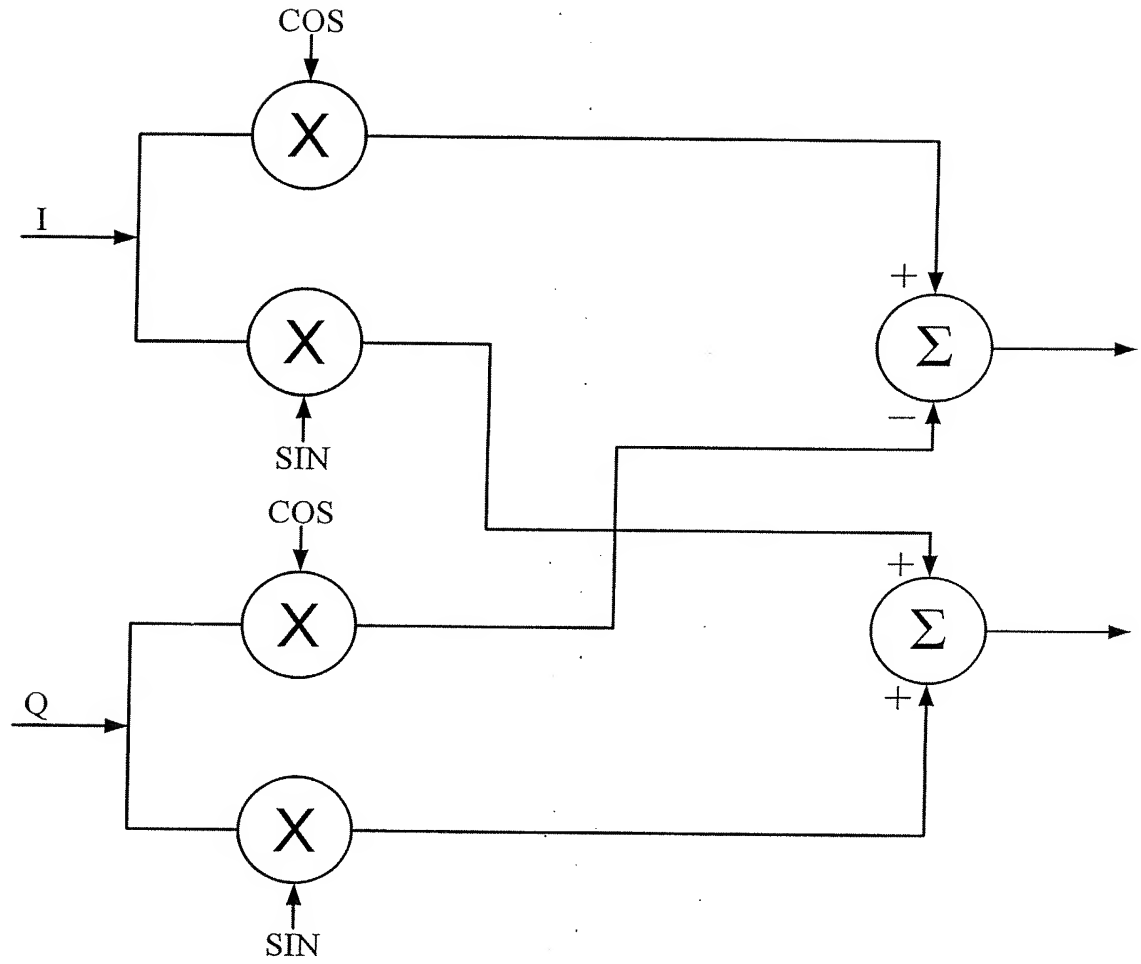 COS
X
I
+
X
Σ
−
SIN
COS
+
X
Σ
Q
+
X
SIN